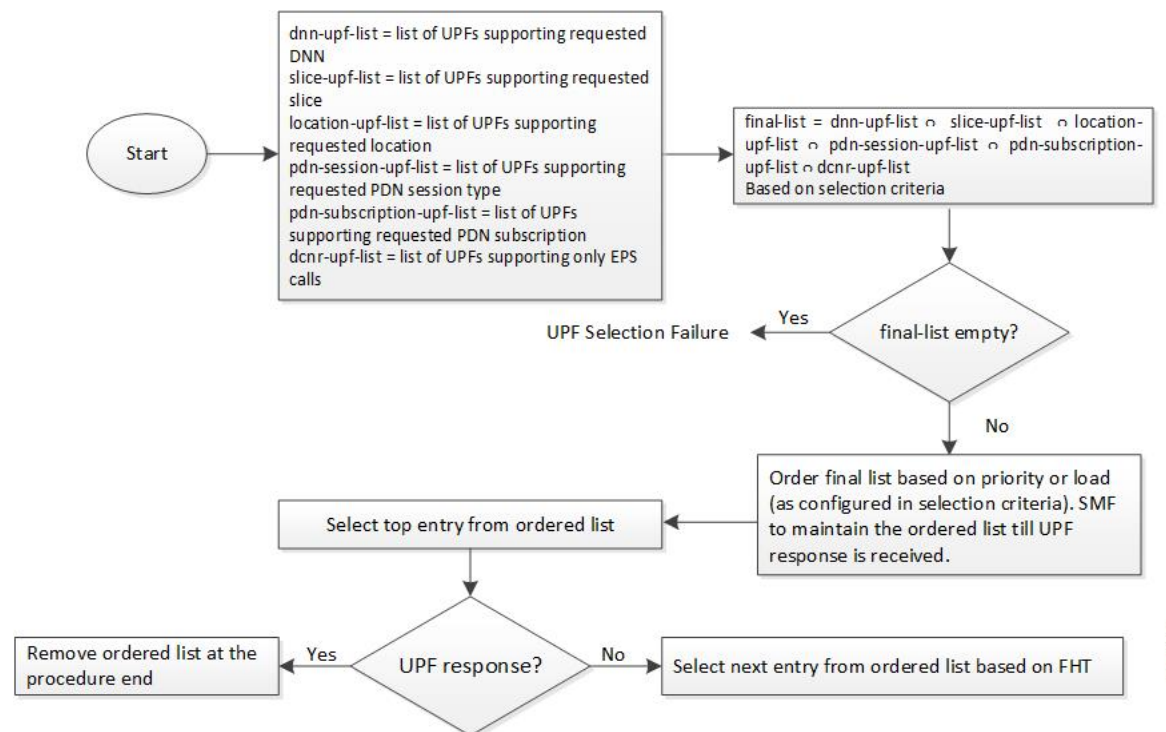 Start
dnn-upf-list = list of UPFs supporting requested
DNN
slice-upf-list = list of UPFs supporting requested
slice
location-upf-list = list of UPFs supporting
requested location
pdn-session-upf-list = list of UPFs supporting
requested PDN session type
pdn-subscription-upf-list = list of UPFs
supporting requested PDN subscription
dcnr-upf-list = list of UPFs supporting only EPS
calls
final-list = dnn-upf-list ∩ slice-upf-list ∩ location-
upf-list ∩ pdn-session-upf-list ∩ pdn-subscription-
upf-list ∩ dcnr-upf-list
Based on selection criteria
final-list empty?
Yes
UPF Selection Failure
No
Order final list based on priority or load
(as configured in selection criteria). SMF
to maintain the ordered list till UPF
response is received.
Select top entry from ordered list
UPF response?
Yes
Remove ordered list at the
procedure end
No
Select next entry from ordered list based on FHT